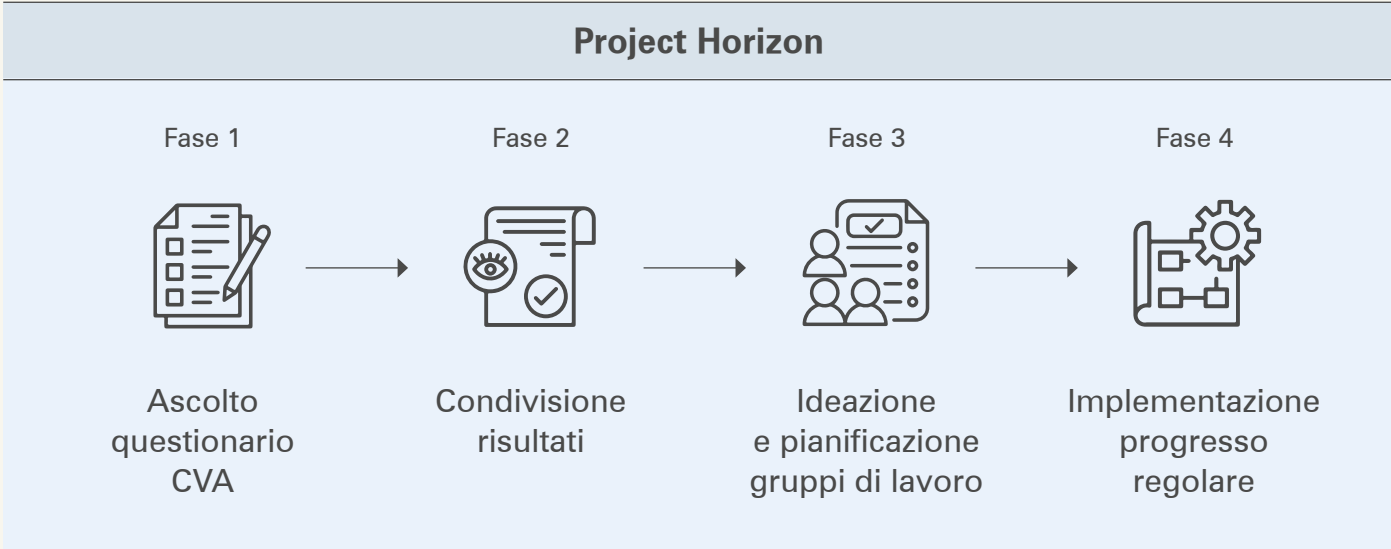 Project Horizon
Fase 1
Fase 2
Fase 3
Fase 4
Ascolto
questionario
CVA
Condivisione
risultati
Ideazione
e pianificazione
gruppi di lavoro
Implementazione
progresso
regolare